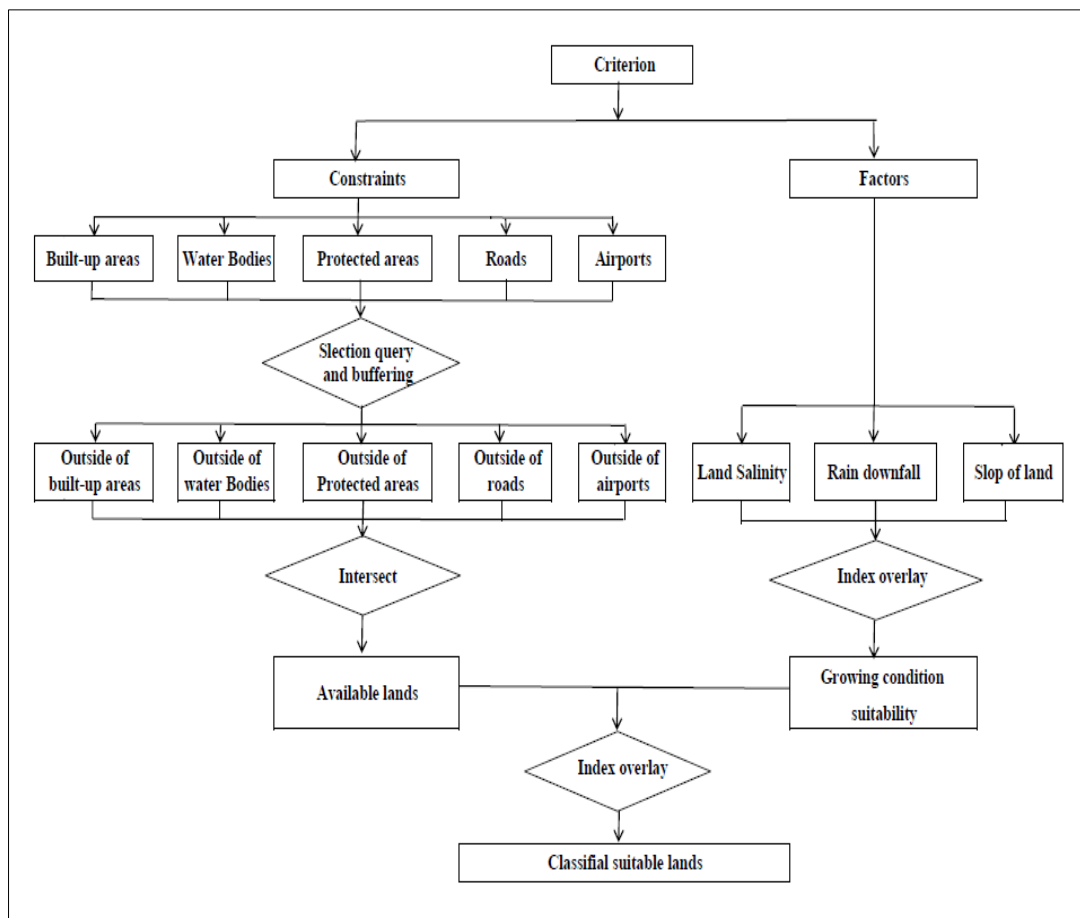 Criterion
Constraints
Factors
Built-up areas
Water Bodies
Protected areas
Roads
Airports
Slection query
and buffering
Outside of
built-up areas
Outside of
water Bodies
Outside of
Protected areas
Outside of
roads
Outside of
airports
Land Salinity
Rain downfall
Slop of land
Intersect
Index overlay
Available lands
Growing condition
suitability
Index overlay
Classifial suitable lands